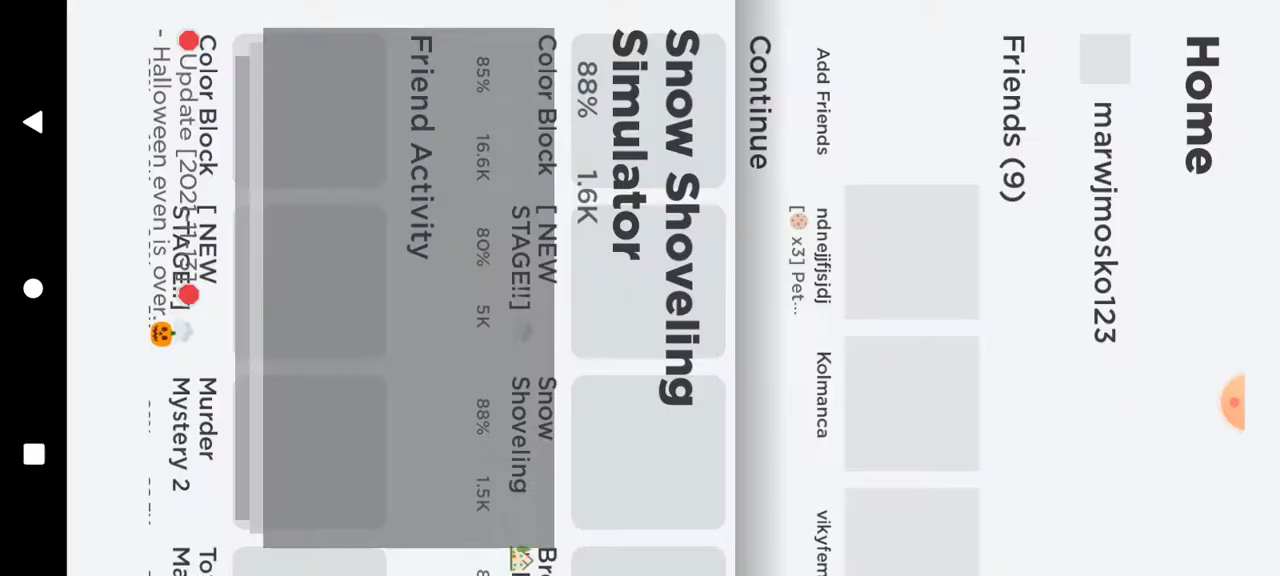 Home
marwjmosko123
Friends (9)
Add Friends
ndnejjfjsjdj
[🍪 x3] Pet...
Kolmanca
vikyfem
Continue
Snow Shoveling
Simulator
88% 1.6K
Color Block
[ NEW
STAGE!!]
Snow
Shoveling
85% 16.6K
80% 5K
88% 1.5K
Friend Activity
Color Block
[ NEW
STAGE!!]
Murder
Mystery 2
🛑Update
- Halloween even is over..🎃